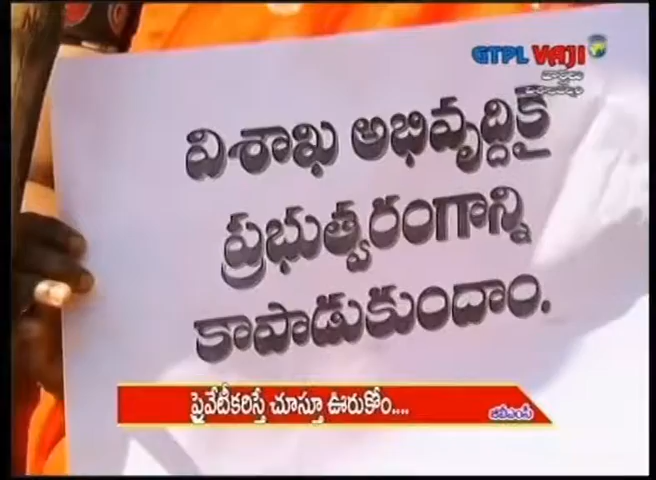 GTPL VAJI
విశాఖ అభివృద్ధికై
ప్రభుత్వరంగాన్ని
కాపాడుకుందాం.
ప్రైవేటీకరిస్తే చూస్తూ ఊరుకోం....
జీవీఎంసీ